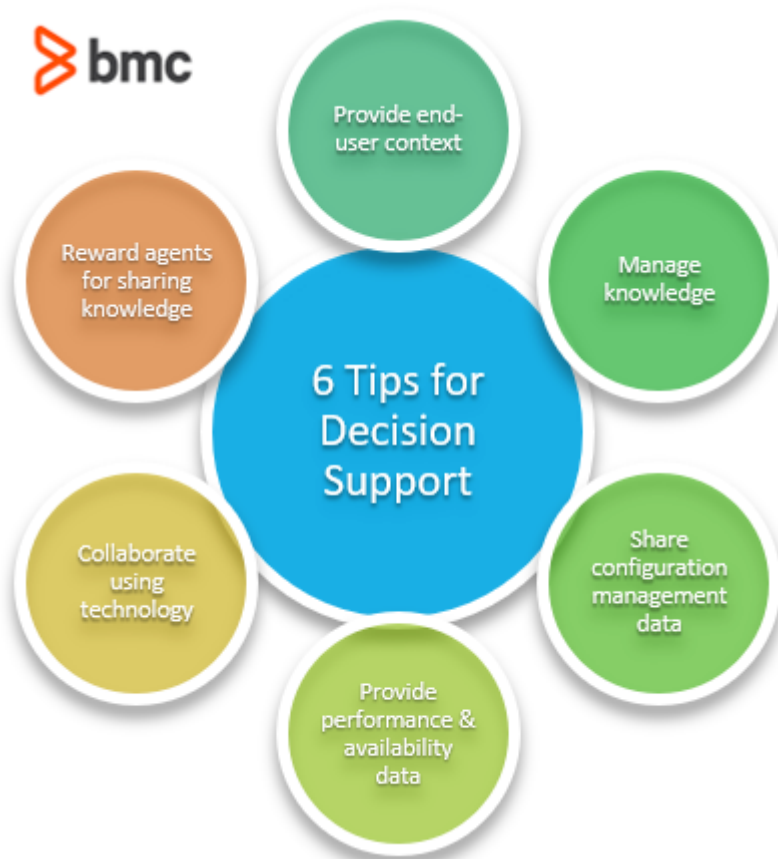 bmc
Provide end-
user context
Manage
knowledge
Share
configuration
management
data
Provide
performance &
availability
data
Collaborate
using
technology
Reward agents
for sharing
knowledge
6 Tips for
Decision
Support